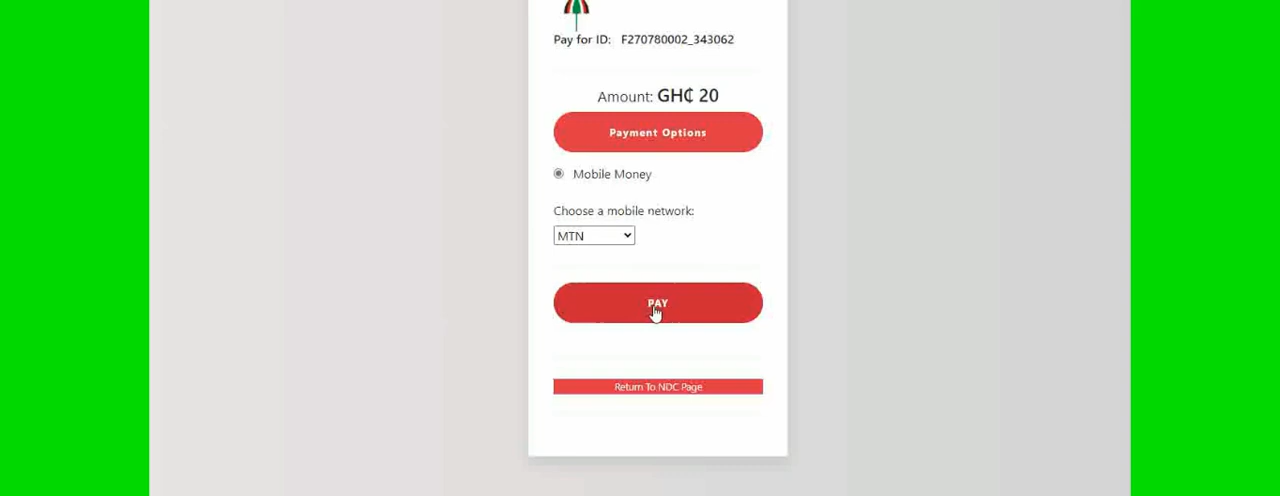 Pay for ID: F270780002_343062
Amount: GH₵ 20
Payment Options
Mobile Money
Choose a mobile network:
MTN
PAY
Return To NDC Page